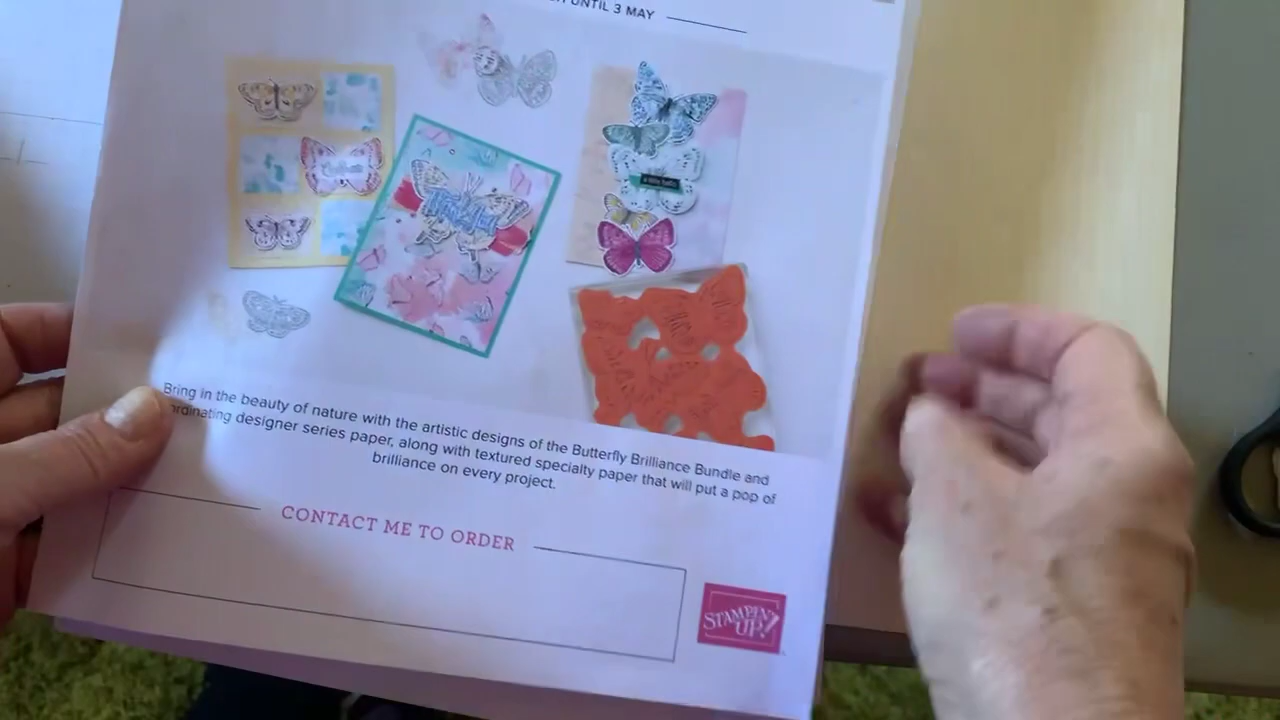 UNTIL 3 MAY
Bring in the beauty of nature with the artistic designs of the Butterfly Brilliance Bundle and
ordinating designer series paper, along with textured specialty paper that will put a pop of
brilliance on every project.
CONTACT ME TO ORDER
STAMPIN'
UP!